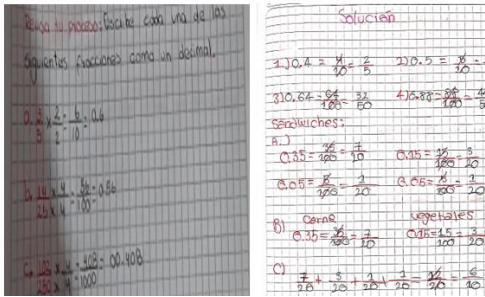 Revisa tu proceso: Escribe cada una de las
siguientes fracciones como un decimal.
a. 3/5 x 2/2 = 6/10 = 0.6
b. 14/25 x 4/4 = 56/100 = 0.56
c. 102/250 x 4/4 = 408/1000 = 00.408
Solución
1.) 0.4 = 4/10 = 2/5 2.) 0.5 =
3.) 0.64 = 64/100 = 32/50 4.) 0.88 = 88/100 =
Sándwiches:
A.)
0.35 = 35/100 = 7/20 0.15 = 15/100 = 3/20
0.05 = 5/100 = 1/20 0.05 = 5/100 = 1/20
B) Carne vegetales
0.35 = 35/100 = 7/20 0.15 = 15/100 = 3/20
C)
7/20 + 3/20 + 1/20 + 1/20 = 12/20 = 6/10